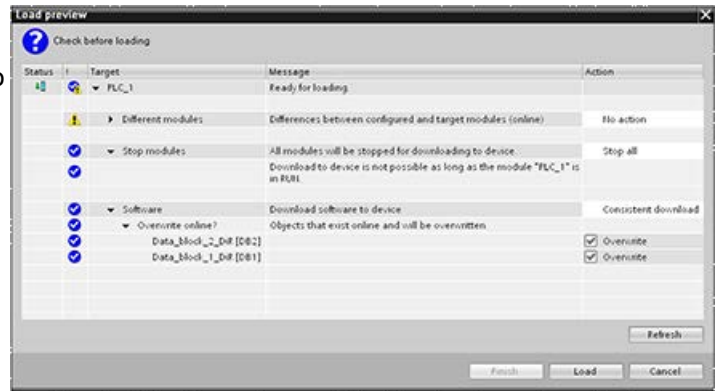 Load preview
Check before loading
Status ! Target Message Action
PLC_1 Ready for loading.
Different modules Differences between configured and target modules (online) No action
Stop modules All modules will be stopped for downloading to device. Stop all
Download to device is not possible as long as the module "PLC_1" is
in RUN.
Software Download software to device Consistent download
Overwrite online? Objects that exist online and will be overwritten
Data_block_2_DiR [DB2] Overwrite
Data_block_1_DiR [DB1] Overwrite
Refresh
Finish Load Cancel